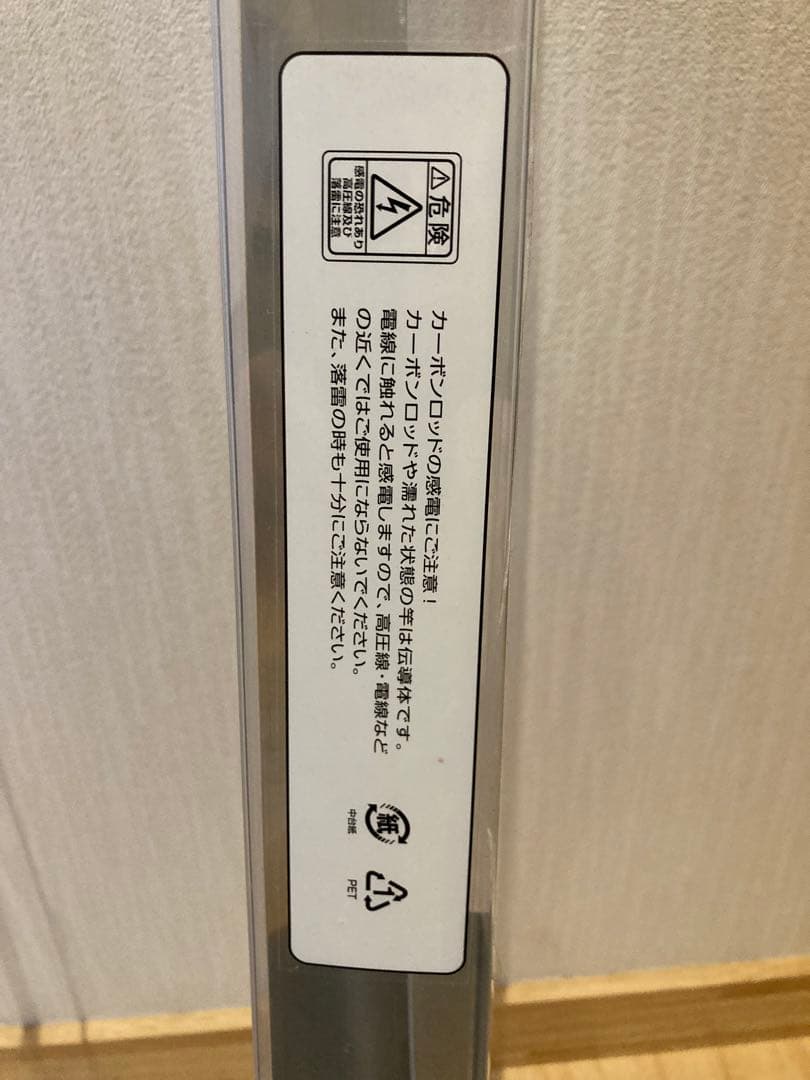 ⚠危険
感電の恐れあり
高圧線及び
落雷に注意
カーボンロッドの感電にご注意!
カーボンロッドや濡れた状態の竿は伝導体です。
電線に触れると感電しますので、高圧線・電線など
の近くではご使用にならないでください。
また、落雷の時も十分にご注意ください。
紙
中台紙
1
PET